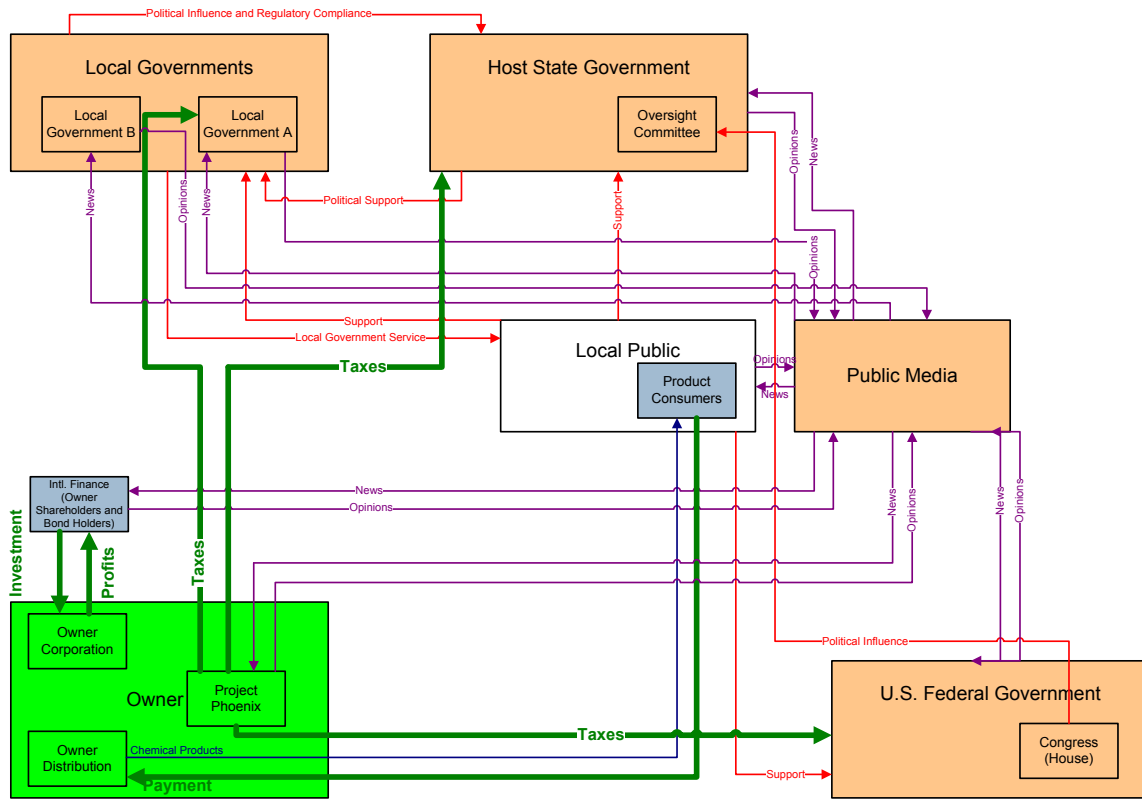 Political Influence and Regulatory Compliance
Local Governments
Host State Government
Local
Government B
Local
Government A
Oversight
Committee
News
Opinions
News
Political Support
Support
Opinions
News
Opinions
Support
Local Government Service
Taxes
Local Public
Product
Consumers
Opinions
News
Public Media
Intl. Finance
(Owner
Shareholders and
Bond Holders)
News
Opinions
News
Opinions
News
Opinions
Investment
Profits
Taxes
Owner
Corporation
Owner
Project
Phoenix
Political Influence
U.S. Federal Government
Taxes
Owner
Distribution
Chemical Products
Congress
(House)
Support
Payment